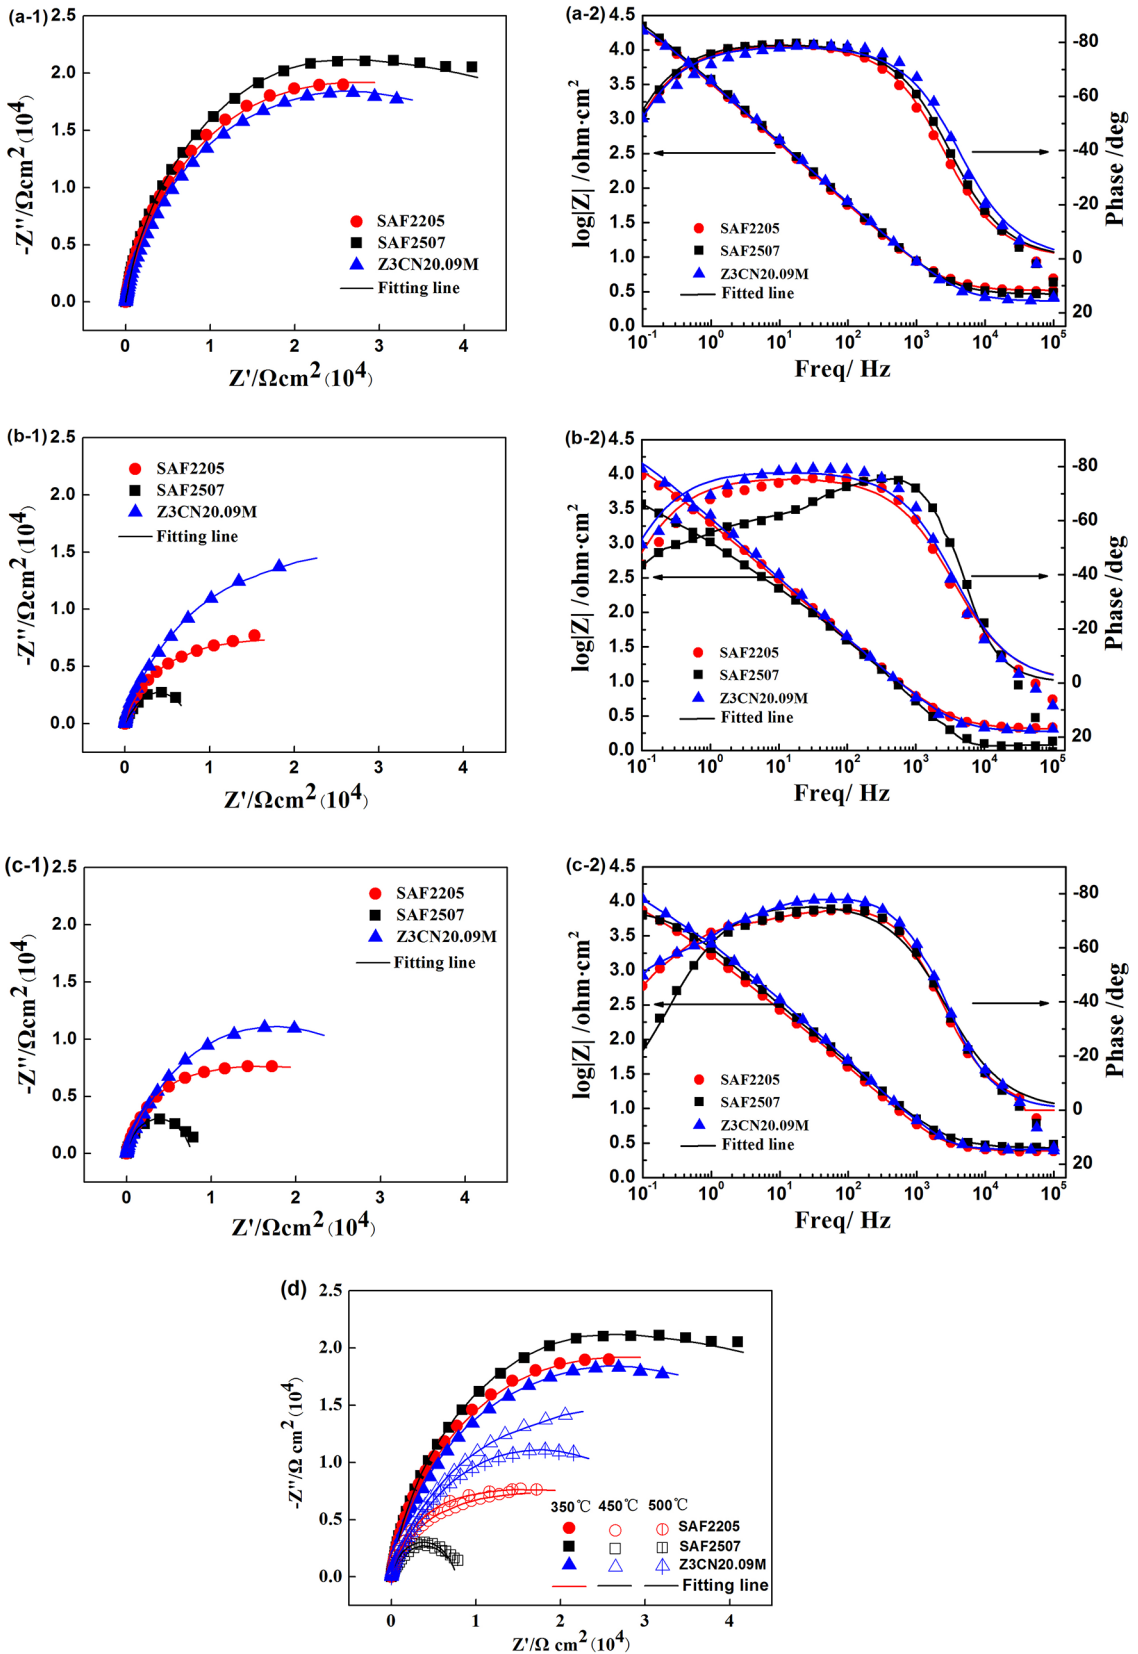 (a-1)
2.5
2.0
1.5
1.0
0.5
0.0
-Z''/Ωcm² (10⁴)
SAF2205
SAF2507
Z3CN20.09M
Fitting line
0 1 2 3 4
Z'/Ωcm² (10⁴)
(a-2)
4.5
4.0
3.5
3.0
2.5
2.0
1.5
1.0
0.5
0.0
log|Z| /ohm·cm²
-80
-60
-40
-20
0
20
Phase /deg
SAF2205
SAF2507
Z3CN20.09M
Fitted line
10⁻¹ 10⁰ 10¹ 10² 10³ 10⁴ 10⁵
Freq/ Hz
(b-1)
2.5
2.0
1.5
1.0
0.5
0.0
-Z''/Ωcm² (10⁴)
SAF2205
SAF2507
Z3CN20.09M
Fitting line
0 1 2 3 4
Z'/Ωcm² (10⁴)
(b-2)
4.5
4.0
3.5
3.0
2.5
2.0
1.5
1.0
0.5
0.0
log|Z| /ohm·cm²
-80
-60
-40
-20
0
20
Phase /deg
SAF2205
SAF2507
Z3CN20.09M
Fitted line
10⁻¹ 10⁰ 10¹ 10² 10³ 10⁴ 10⁵
Freq/ Hz
(c-1)
2.5
2.0
1.5
1.0
0.5
0.0
-Z''/Ωcm² (10⁴)
SAF2205
SAF2507
Z3CN20.09M
Fitting line
0 1 2 3 4
Z'/Ωcm² (10⁴)
(c-2)
4.5
4.0
3.5
3.0
2.5
2.0
1.5
1.0
0.5
0.0
log|Z| /ohm·cm²
-80
-60
-40
-20
0
20
Phase /deg
SAF2205
SAF2507
Z3CN20.09M
Fitted line
10⁻¹ 10⁰ 10¹ 10² 10³ 10⁴ 10⁵
Freq/ Hz
(d)
2.5
2.0
1.5
1.0
0.5
0.0
-Z''/Ω cm² (10⁴)
350℃ 450℃ 500℃
SAF2205
SAF2507
Z3CN20.09M
Fitting line
0 1 2 3 4
Z'/Ω cm² (10⁴)